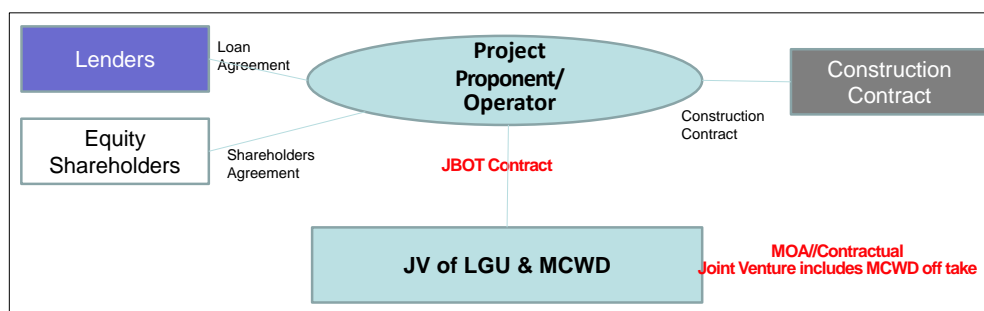 Lenders
Loan
Agreement
Project
Proponent/
Operator
Construction
Contract
Equity
Shareholders
Shareholders
Agreement
Construction
Contract
JBOT Contract
JV of LGU & MCWD
MOA//Contractual
Joint Venture includes MCWD off take